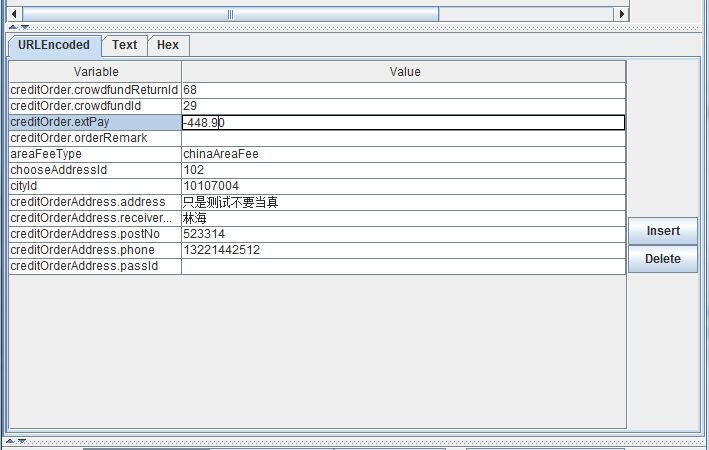 URLEncoded Text Hex
Variable Value
creditOrder.crowdfundReturnId 68
creditOrder.crowdfundId 29
creditOrder.extPay -448.90
creditOrder.orderRemark
areaFeeType chinaAreaFee
chooseAddressId 102
cityId 10107004
creditOrderAddress.address 只是测试不要当真
creditOrderAddress.receiver... 林海
creditOrderAddress.postNo 523314
creditOrderAddress.phone 13221442512
creditOrderAddress.passId
Insert
Delete